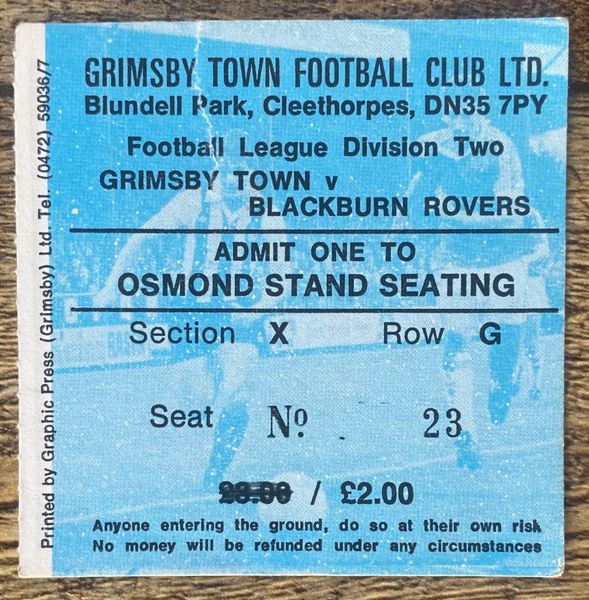 GRIMSBY TOWN FOOTBALL CLUB LTD.
Blundell Park, Cleethorpes, DN35 7PY
Football League Division Two
GRIMSBY TOWN v
BLACKBURN ROVERS
ADMIT ONE TO
OSMOND STAND SEATING
Section X Row G
Seat Nº 23
/ £2.00
Anyone entering the ground, do so at their own risk
No money will be refunded under any circumstances
Printed by Graphic Press (Grimsby) Ltd. Tel. (0472) 59036/7